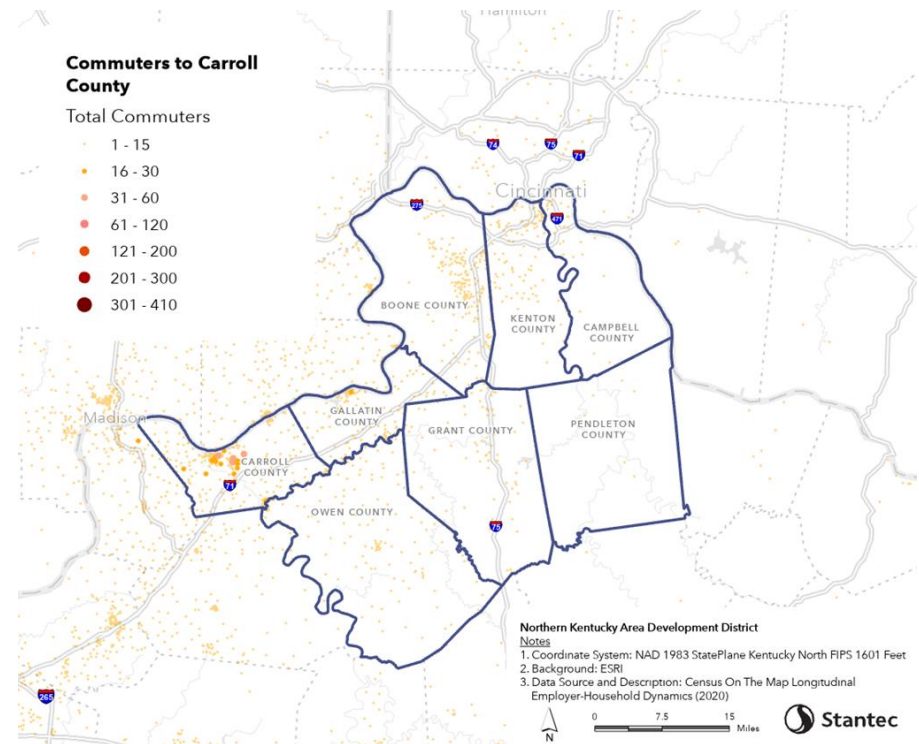 Hamilton
Commuters to Carroll
County
Total Commuters
1 - 15
16 - 30
31 - 60
61 - 120
121 - 200
201 - 300
301 - 410
74
75
71
Cincinnati
275
471
BOONE COUNTY
KENTON
COUNTY
CAMPBELL
COUNTY
Madison
GALLATIN
COUNTY
GRANT COUNTY
PENDLETON
COUNTY
CARROLL
COUNTY
71
OWEN COUNTY
75
265
Northern Kentucky Area Development District
Notes
1. Coordinate System: NAD 1983 StatePlane Kentucky North FIPS 1601 Feet
2. Background: ESRI
3. Data Source and Description: Census On The Map Longitudinal
Employer-Household Dynamics (2020)
N
0 7.5 15
Miles
Stantec